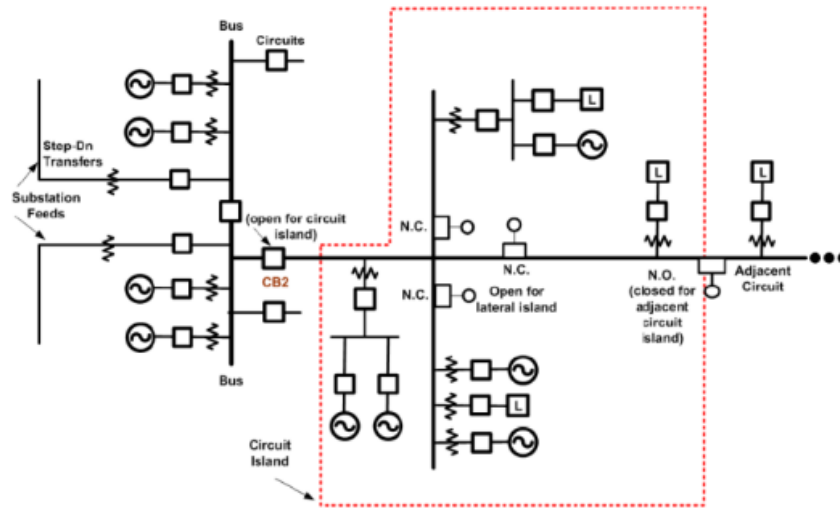 Bus
Circuits
Step-Dn
Transfers
Substation
Feeds
(open for circuit
island)
CB2
Bus
L
N.C.
N.C.
N.C.
Open for
lateral island
L
L
N.O.
(closed for
adjacent
circuit
island)
Adjacent
Circuit
L
Circuit
Island